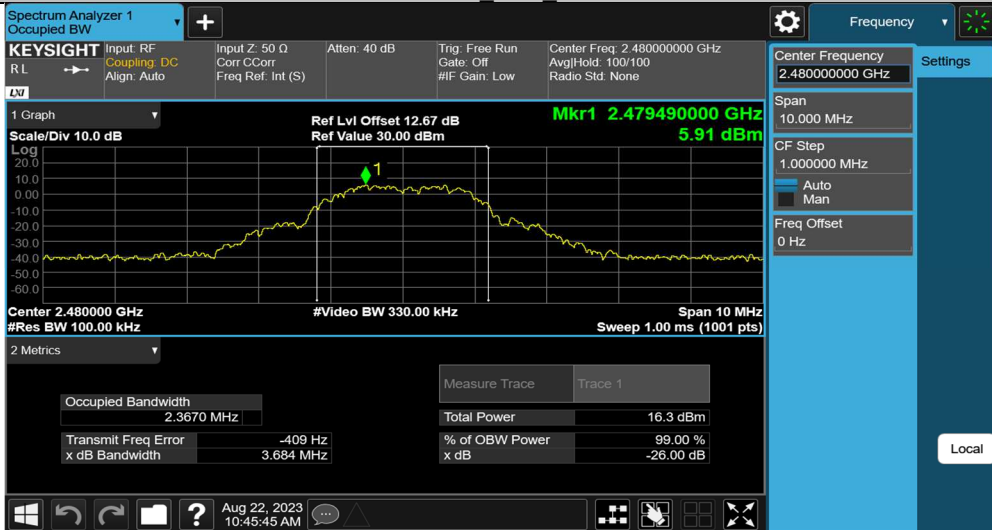 Spectrum Analyzer 1
Occupied BW
+
Frequency
KEYSIGHT
RL
LXI
Input: RF
Coupling: DC
Align: Auto
Input Z: 50 Ω
Corr CCorr
Freq Ref: Int (S)
Atten: 40 dB
Trig: Free Run
Gate: Off
#IF Gain: Low
Center Freq: 2.480000000 GHz
Avg|Hold: 100/100
Radio Std: None
Center Frequency
2.480000000 GHz
Settings
Span
10.000 MHz
CF Step
1.000000 MHz
Auto
Man
Freq Offset
0 Hz
Local
1 Graph
Scale/Div 10.0 dB
Ref Lvl Offset 12.67 dB
Ref Value 30.00 dBm
Mkr1 2.479490000 GHz
5.91 dBm
Log
20.0
10.0
0.00
-10.0
-20.0
-30.0
-40.0
-50.0
-60.0
1
Center 2.480000 GHz
#Video BW 330.00 kHz
Span 10 MHz
#Res BW 100.00 kHz
Sweep 1.00 ms (1001 pts)
2 Metrics
Measure Trace Trace 1
Occupied Bandwidth
2.3670 MHz
Total Power 16.3 dBm
Transmit Freq Error -409 Hz
% of OBW Power 99.00 %
x dB Bandwidth 3.684 MHz
x dB -26.00 dB
?
Aug 22, 2023
10:45:45 AM